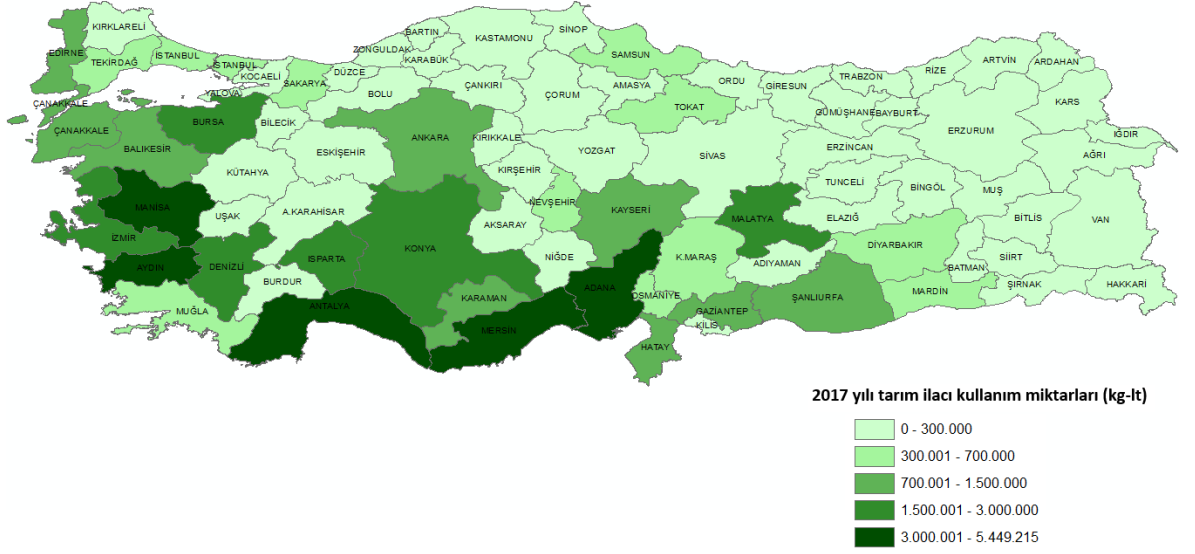 KIRKLARELİ
EDİRNE
TEKİRDAĞ
İSTANBUL
İSTANBUL
KOCAELİ
YALOVA
SAKARYA
DÜZCE
ZONGULDAK
BARTIN
KARABÜK
KASTAMONU
SİNOP
SAMSUN
BOLU
ÇANKIRI
ÇORUM
AMASYA
TOKAT
ORDU
GİRESUN
TRABZON
RİZE
ARTVİN
ARDAHAN
KARS
IĞDIR
GÜMÜŞHANE
BAYBURT
ERZURUM
AĞRI
ERZİNCAN
ÇANAKKALE
ÇANAKKALE
BALIKESİR
BURSA
BİLECİK
ESKİŞEHİR
ANKARA
KIRIKKALE
YOZGAT
SİVAS
KÜTAHYA
KIRŞEHİR
TUNCELİ
BİNGÖL
MUŞ
BİTLİS
VAN
MANİSA
UŞAK
A.KARAHİSAR
AKSARAY
NEVŞEHİR
KAYSERİ
MALATYA
ELAZIĞ
DİYARBAKIR
İZMİR
KONYA
NİĞDE
K.MARAŞ
ADIYAMAN
BATMAN
SİİRT
AYDIN
DENİZLİ
ISPARTA
BURDUR
ADANA
OSMANİYE
ŞIRNAK
HAKKARİ
MARDİN
MUĞLA
ANTALYA
KARAMAN
MERSİN
GAZİANTEP
ŞANLIURFA
KİLİS
HATAY
2017 yılı tarım ilacı kullanım miktarları (kg-lt)
0 - 300.000
300.001 - 700.000
700.001 - 1.500.000
1.500.001 - 3.000.000
3.000.001 - 5.449.215